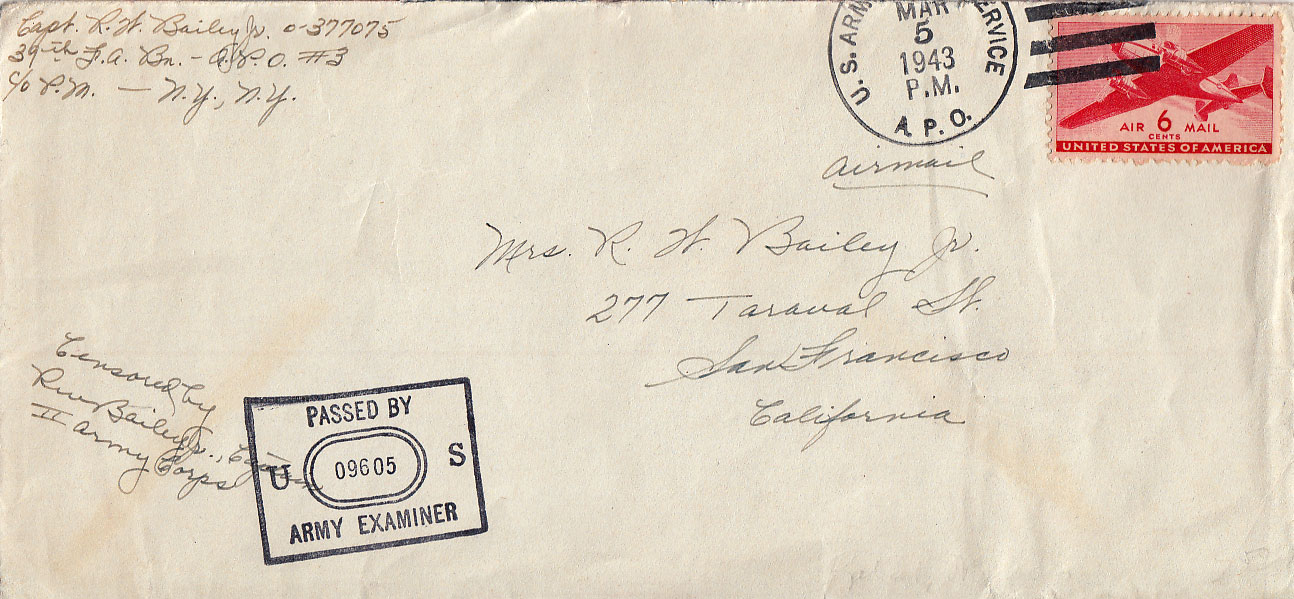 Capt. R. W. Bailey Jr. O-377075
39th F.A. Bn. - A.P.O. #3
c/o P.M. — N.Y., N.Y.
U.S. ARMY SERVICE
MAR
5
1943
P.M.
A.P.O.
AIR 6 MAIL
CENTS
UNITED STATES OF AMERICA
airmail
Mrs. R. W. Bailey Jr.
277 Taraval St.
San Francisco
California
Censored by
RW Bailey Jr., Capt
II Army Corps
PASSED BY
U 09605 S
ARMY EXAMINER